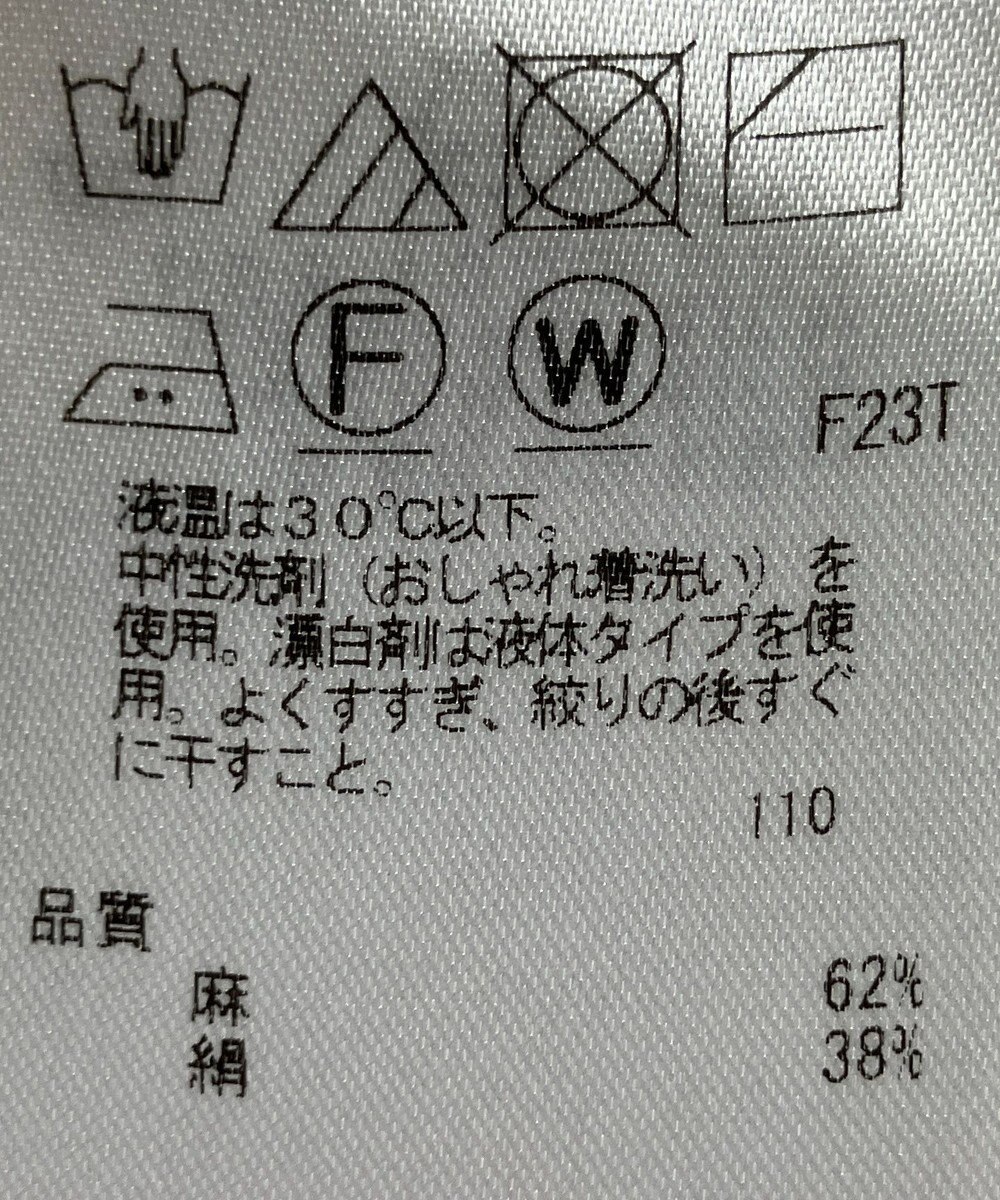 F
W
F23T
液温は30℃以下。
中性洗剤（おしゃれ着洗い）を
使用。漂白剤は液体タイプを使
用。よくすすぎ、絞りの後すぐ
に干すこと。
110
品質
麻 62%
絹 38%